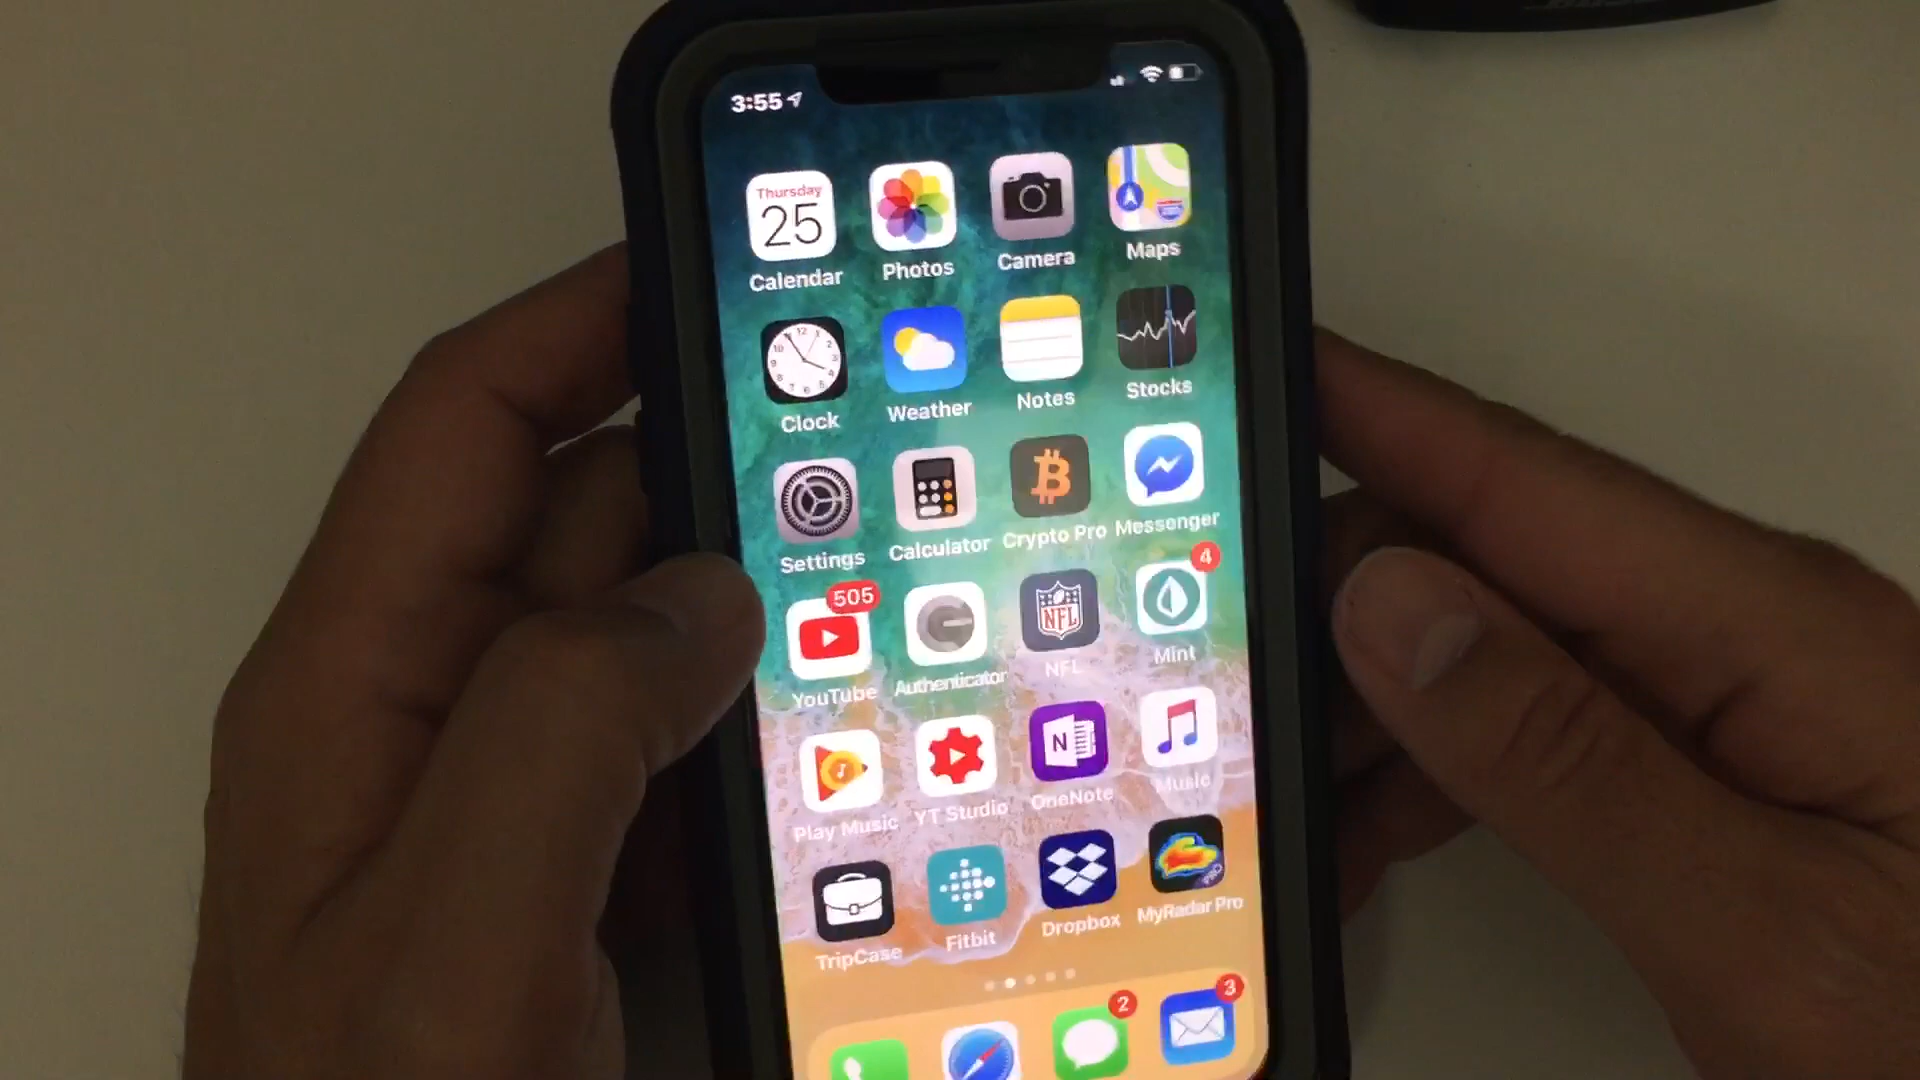 3:55
Thursday
25
Calendar Photos Camera Maps
Clock Weather Notes Stocks
Settings Calculator Crypto Pro Messenger
505
4
NFL
YouTube Authenticator NFL Mint
N
Play Music YT Studio OneNote Music
PRO
TripCase Fitbit Dropbox MyRadar Pro
2
3